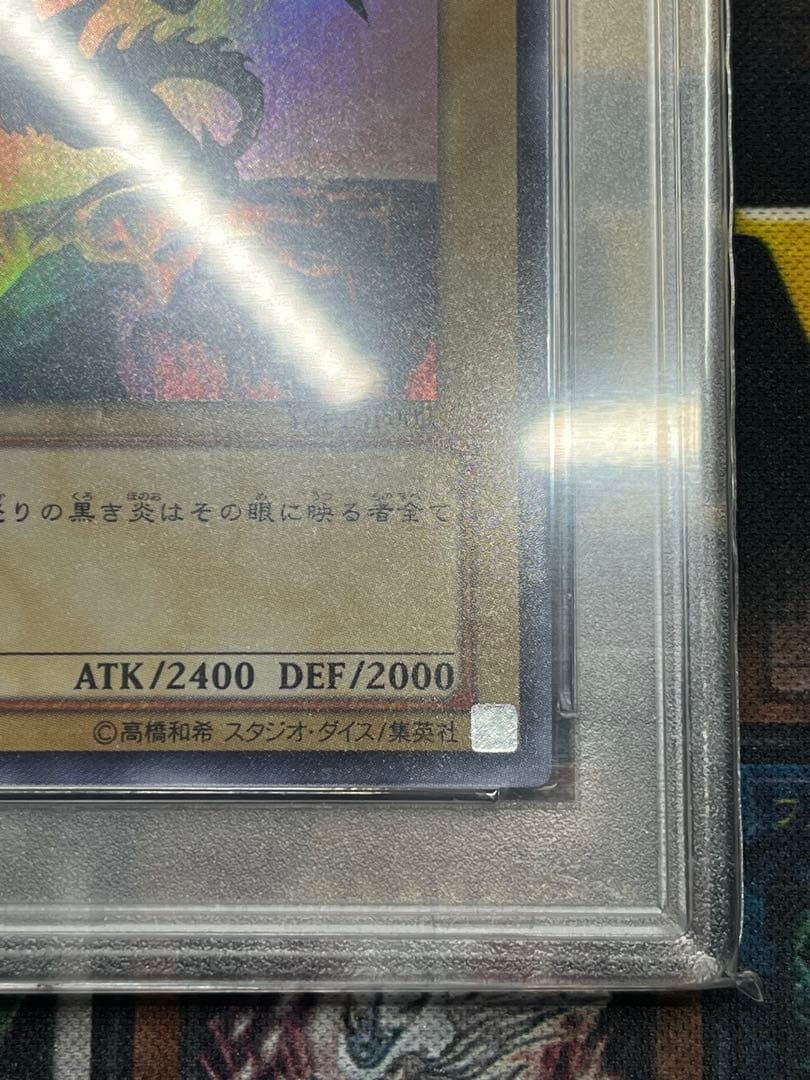 りの黒き炎はその眼に映る者全て
ATK/2400 DEF/2000
©高橋和希 スタジオ・ダイス/集英社